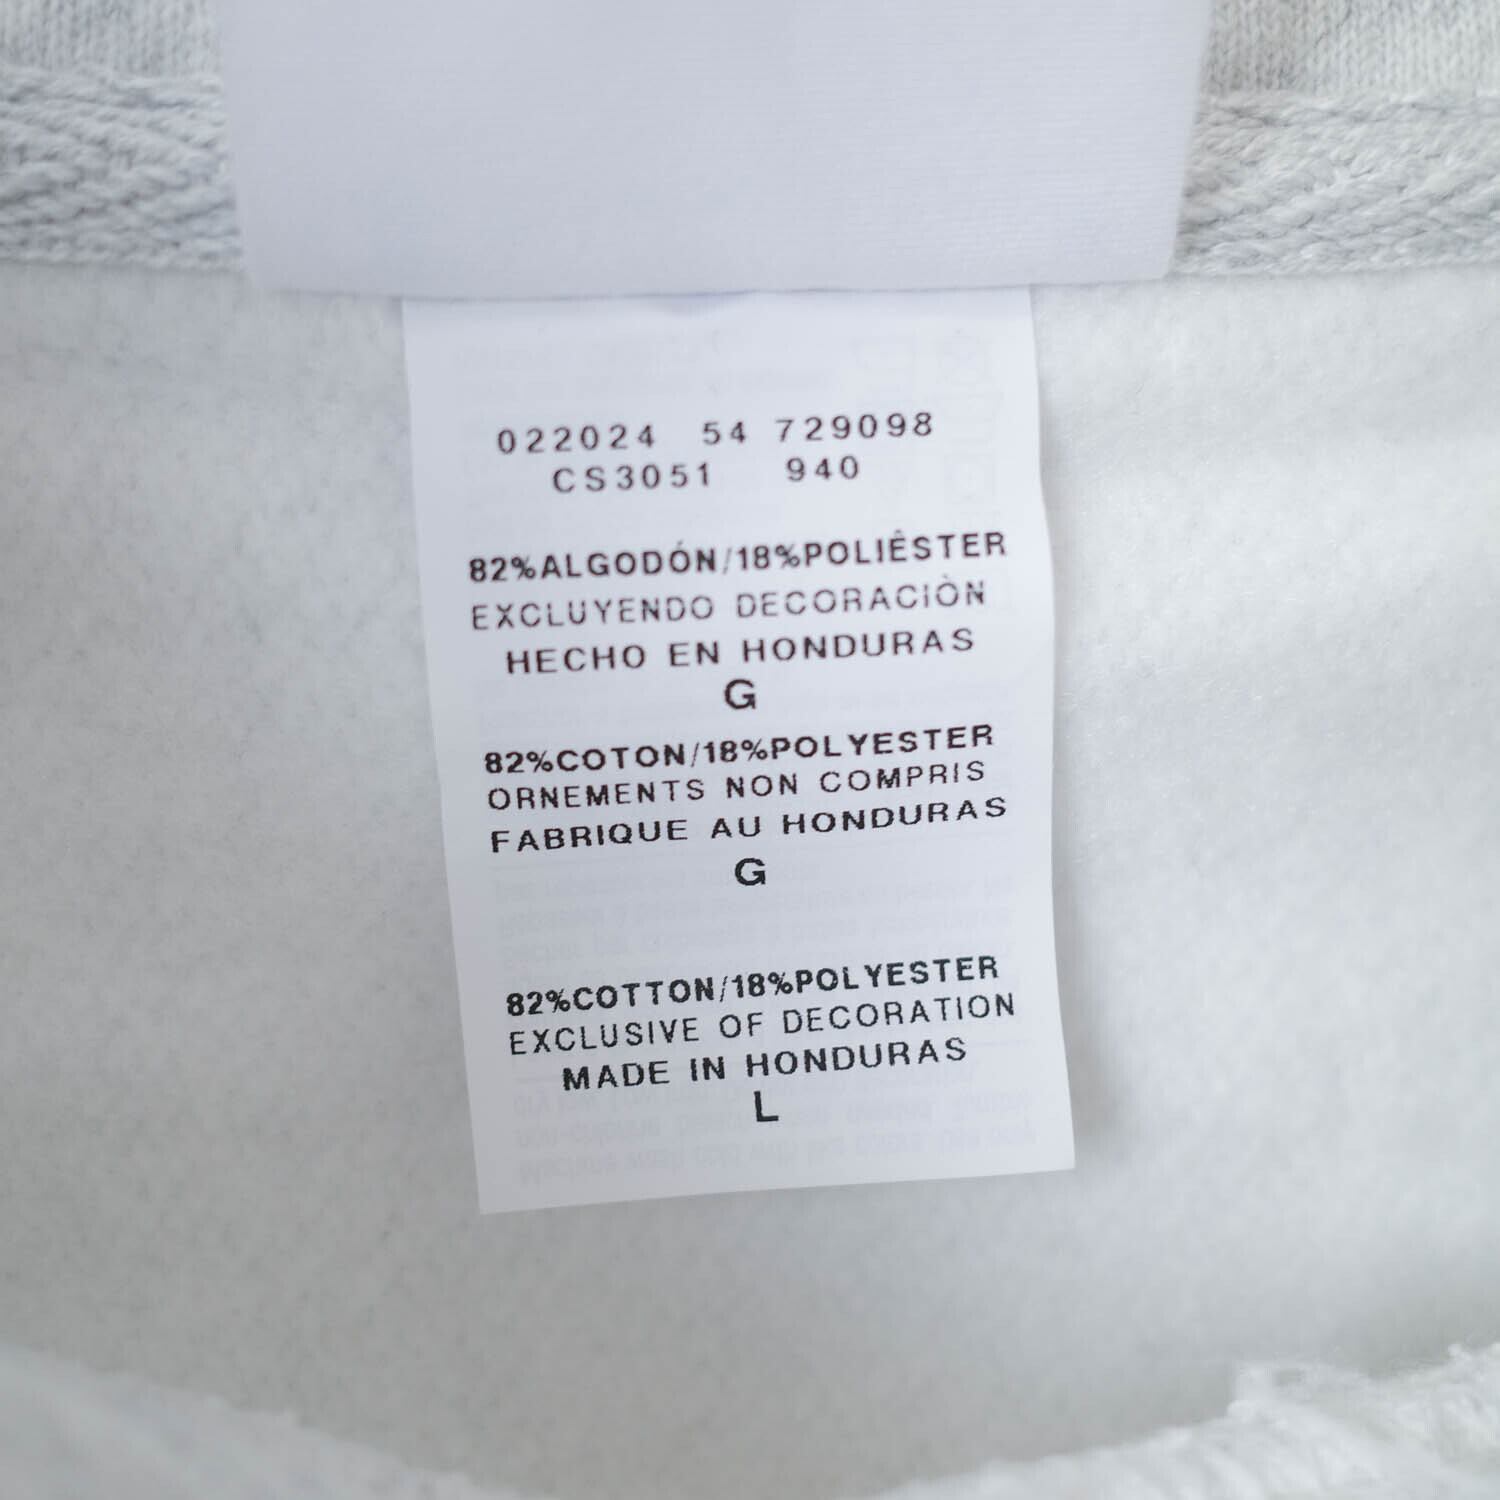 022024 54 729098
CS3051 940
82%ALGODÓN/18%POLIÊSTER
EXCLUYENDO DECORACIÒN
HECHO EN HONDURAS
G
82%COTON/18%POLYESTER
ORNEMENTS NON COMPRIS
FABRIQUE AU HONDURAS
G
82%COTTON/18%POLYESTER
EXCLUSIVE OF DECORATION
MADE IN HONDURAS
L